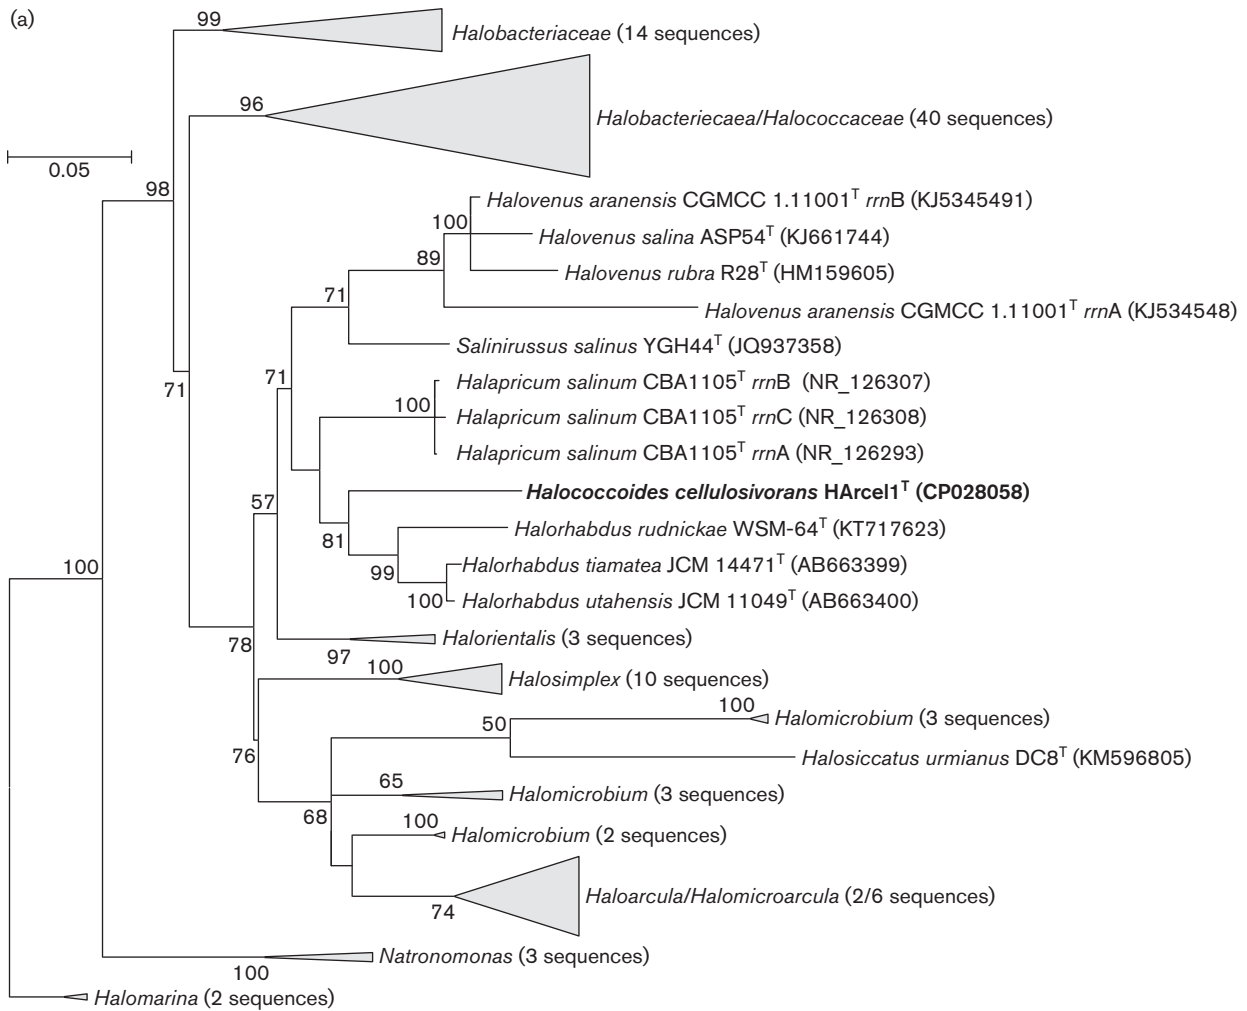 (a)
99
Halobacteriaceae (14 sequences)
96
Halobacteriecaea/Halococcaceae (40 sequences)
0.05
98
Halovenus aranensis CGMCC 1.11001T rrnB (KJ5345491)
100
Halovenus salina ASP54T (KJ661744)
89
Halovenus rubra R28T (HM159605)
71
Halovenus aranensis CGMCC 1.11001T rrnA (KJ534548)
Salinirussus salinus YGH44T (JQ937358)
71
71
Halapricum salinum CBA1105T rrnB (NR_126307)
100
Halapricum salinum CBA1105T rrnC (NR_126308)
Halapricum salinum CBA1105T rrnA (NR_126293)
Halococcoides cellulosivorans HArcel1T (CP028058)
57
Halorhabdus rudnickae WSM-64T (KT717623)
81
Halorhabdus tiamatea JCM 14471T (AB663399)
100
99
Halorhabdus utahensis JCM 11049T (AB663400)
100
Halorientalis (3 sequences)
78
97
100
Halosimplex (10 sequences)
100
Halomicrobium (3 sequences)
50
76
Halosiccatus urmianus DC8T (KM596805)
65
Halomicrobium (3 sequences)
68
100
Halomicrobium (2 sequences)
Haloarcula/Halomicroarcula (2/6 sequences)
74
Natronomonas (3 sequences)
100
Halomarina (2 sequences)